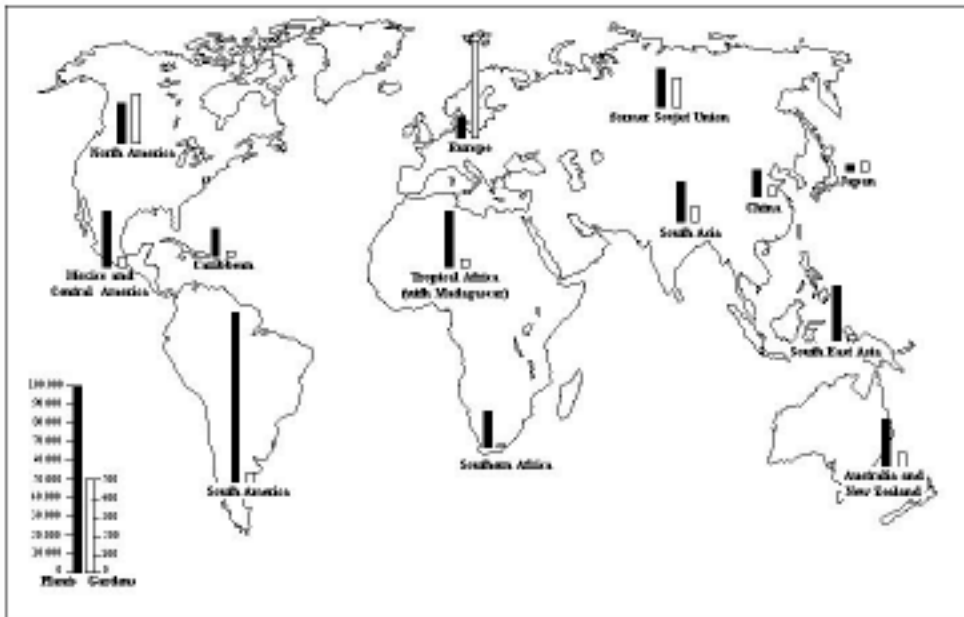 North America
Europe
former Soviet Union
Japan
China
South Asia
Mexico and
Central America
Caribbean
Tropical Africa
(with Madagascar)
South East Asia
South America
Southern Africa
Australia and
New Zealand
100 000
90 000
80 000
70 000
60 000
50 000
40 000
30 000
20 000
10 000
0
500
400
300
200
100
0
Plants Gardens